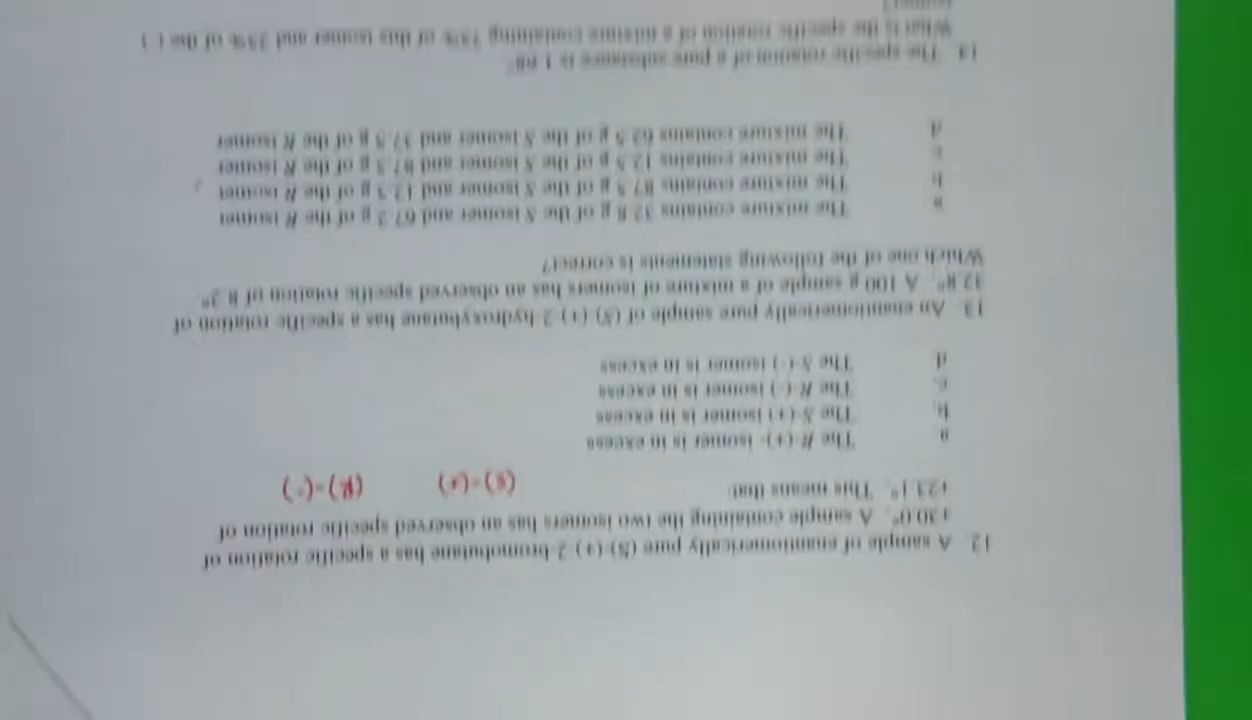 12. A sample of enantiomerically pure (S)-(+)-2-bromobutane has a specific rotation of
+30.0°. A sample containing the two isomers has an observed specific rotation of
+23.1°. This means that: (S)-(+) (R)-(-)
a. The R-(+)- isomer is in excess
b. The S-(+) isomer is in excess
c. The R-(-) isomer is in excess
d. The S-(-) isomer is in excess
13. An enantiomerically pure sample of (S)-(+)-2-hydroxybutane has a specific rotation of
32.8°. A 100 g sample of a mixture of isomers has an observed specific rotation of 8.2°.
Which one of the following statements is correct?
a. The mixture contains 32.8 g of the S isomer and 67.2 g of the R isomer
b. The mixture contains 87.5 g of the S isomer and 12.5 g of the R isomer
c. The mixture contains 12.5 g of the S isomer and 87.5 g of the R isomer
d. The mixture contains 62.5 g of the S isomer and 37.5 g of the R isomer
14. The specific rotation of a pure substance is
What is the specific rotation of a mixture containing 75% of this isomer and 25% of the